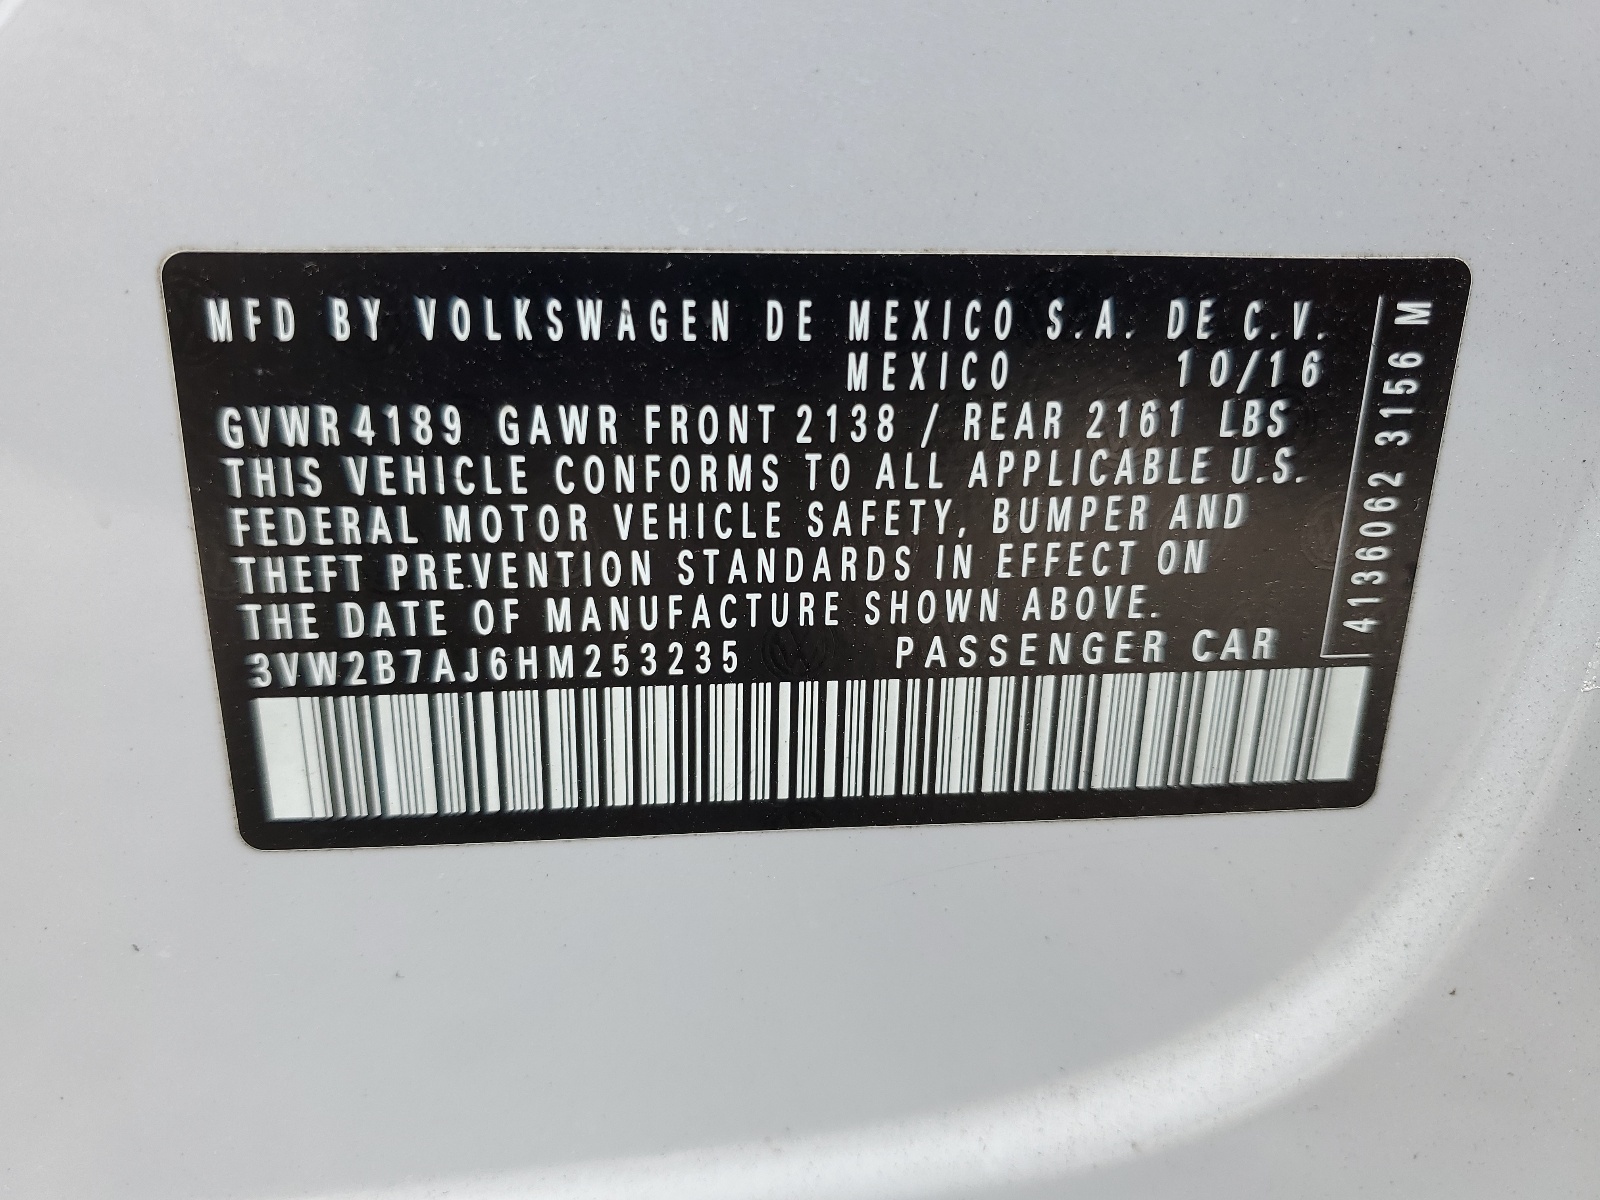 MFD BY VOLKSWAGEN DE MEXICO S.A. DE C.V.
MEXICO 10/16
GVWR 4189 GAWR FRONT 2138 / REAR 2161 LBS
THIS VEHICLE CONFORMS TO ALL APPLICABLE U.S.
FEDERAL MOTOR VEHICLE SAFETY, BUMPER AND
THEFT PREVENTION STANDARDS IN EFFECT ON
THE DATE OF MANUFACTURE SHOWN ABOVE.
3VW2B7AJ6HM253235 PASSENGER CAR
4136062 3156 M